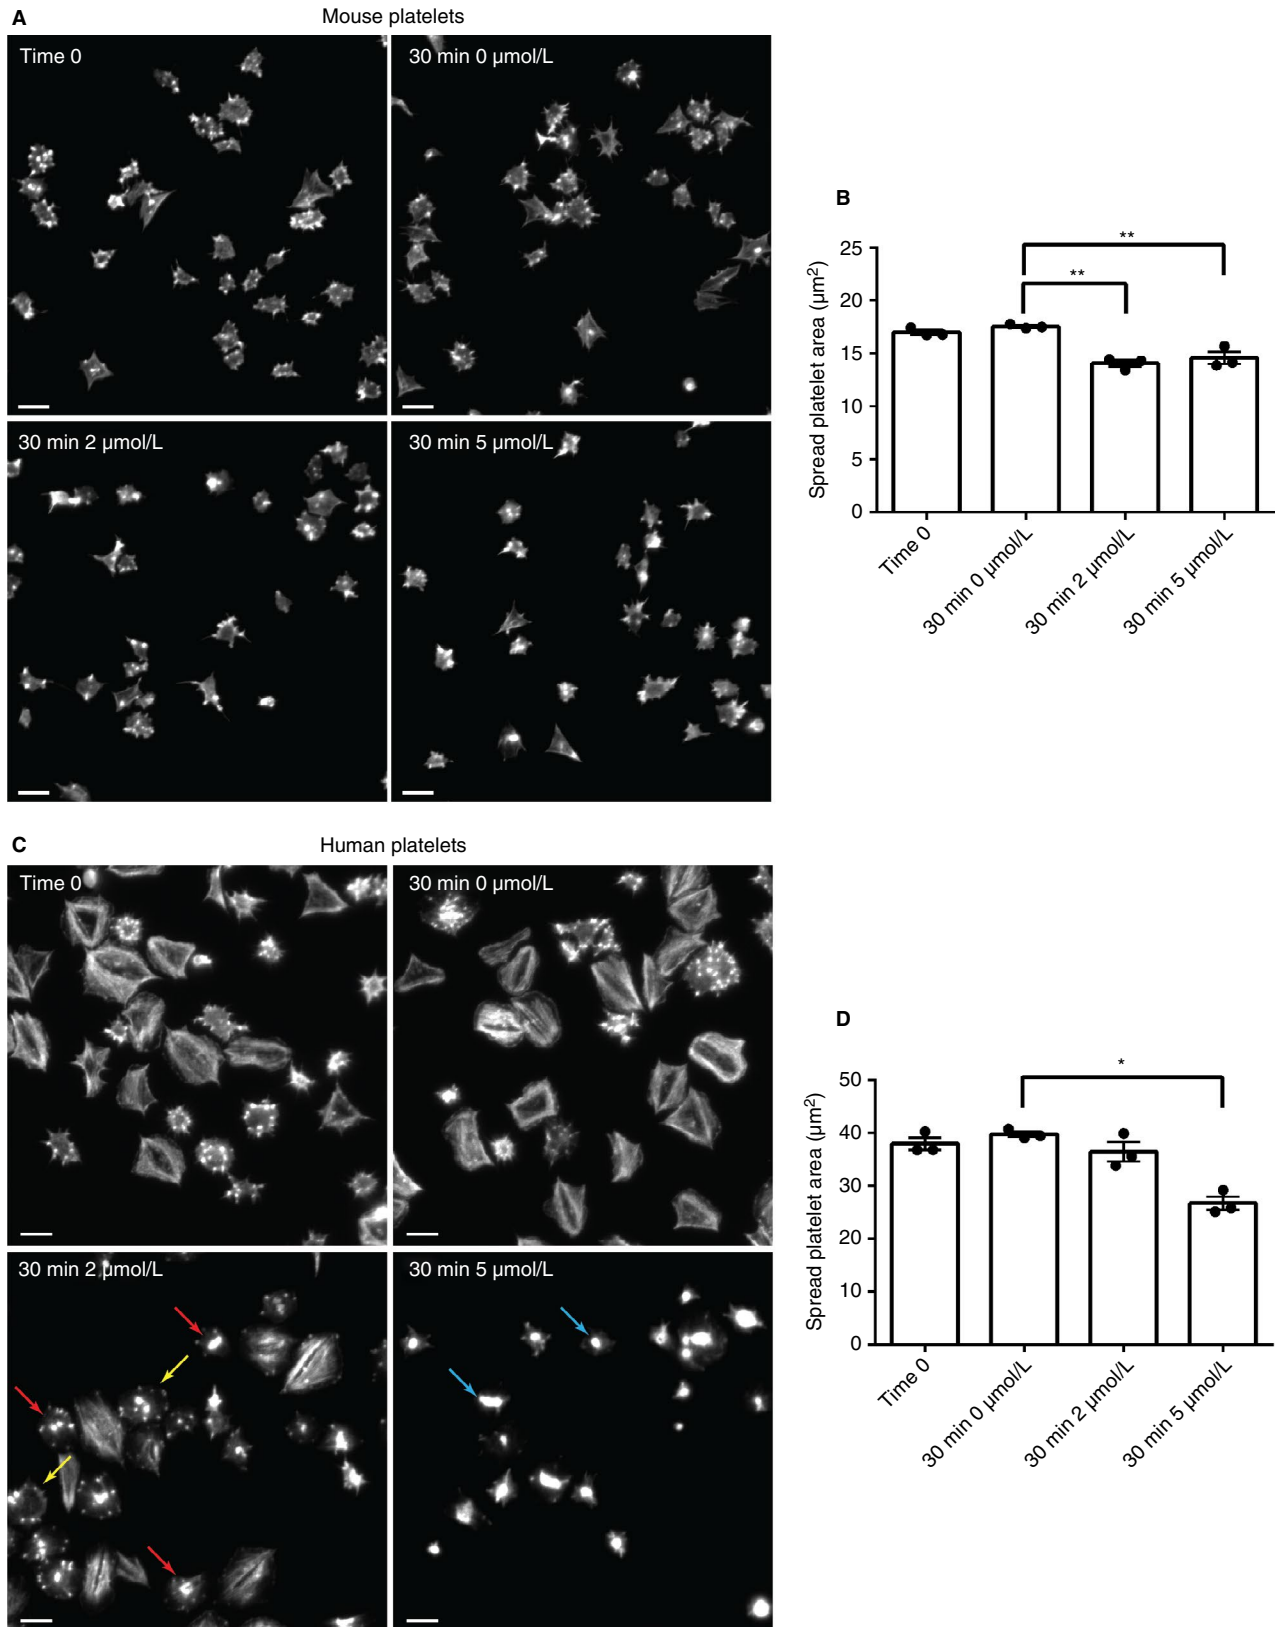 A
Mouse platelets
Time 0
30 min 0 µmol/L
30 min 2 µmol/L
30 min 5 µmol/L
B
25
20
15
10
5
0
Spread platelet area (µm²)
**
**
Time 0
30 min 0 µmol/L
30 min 2 µmol/L
30 min 5 µmol/L
C
Human platelets
Time 0
30 min 0 µmol/L
30 min 2 µmol/L
30 min 5 µmol/L
D
50
40
30
20
10
0
Spread platelet area (µm²)
*
Time 0
30 min 0 µmol/L
30 min 2 µmol/L
30 min 5 µmol/L